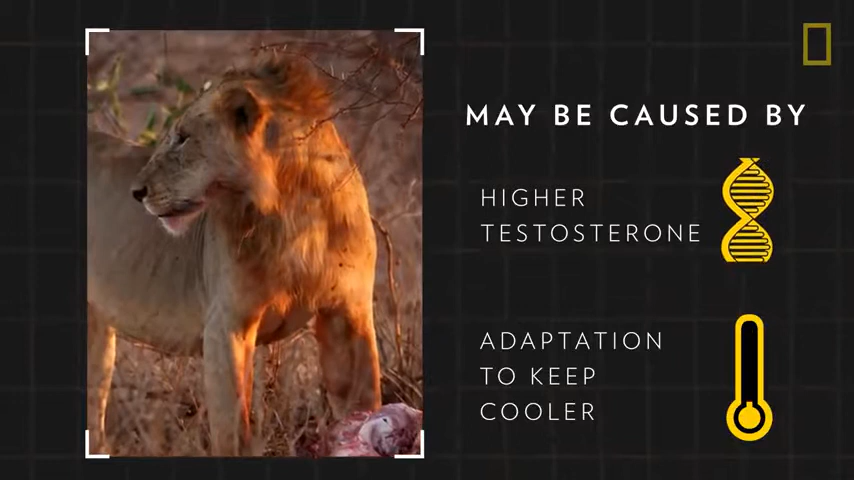 MAY BE CAUSED BY
HIGHER
TESTOSTERONE
ADAPTATION
TO KEEP
COOLER